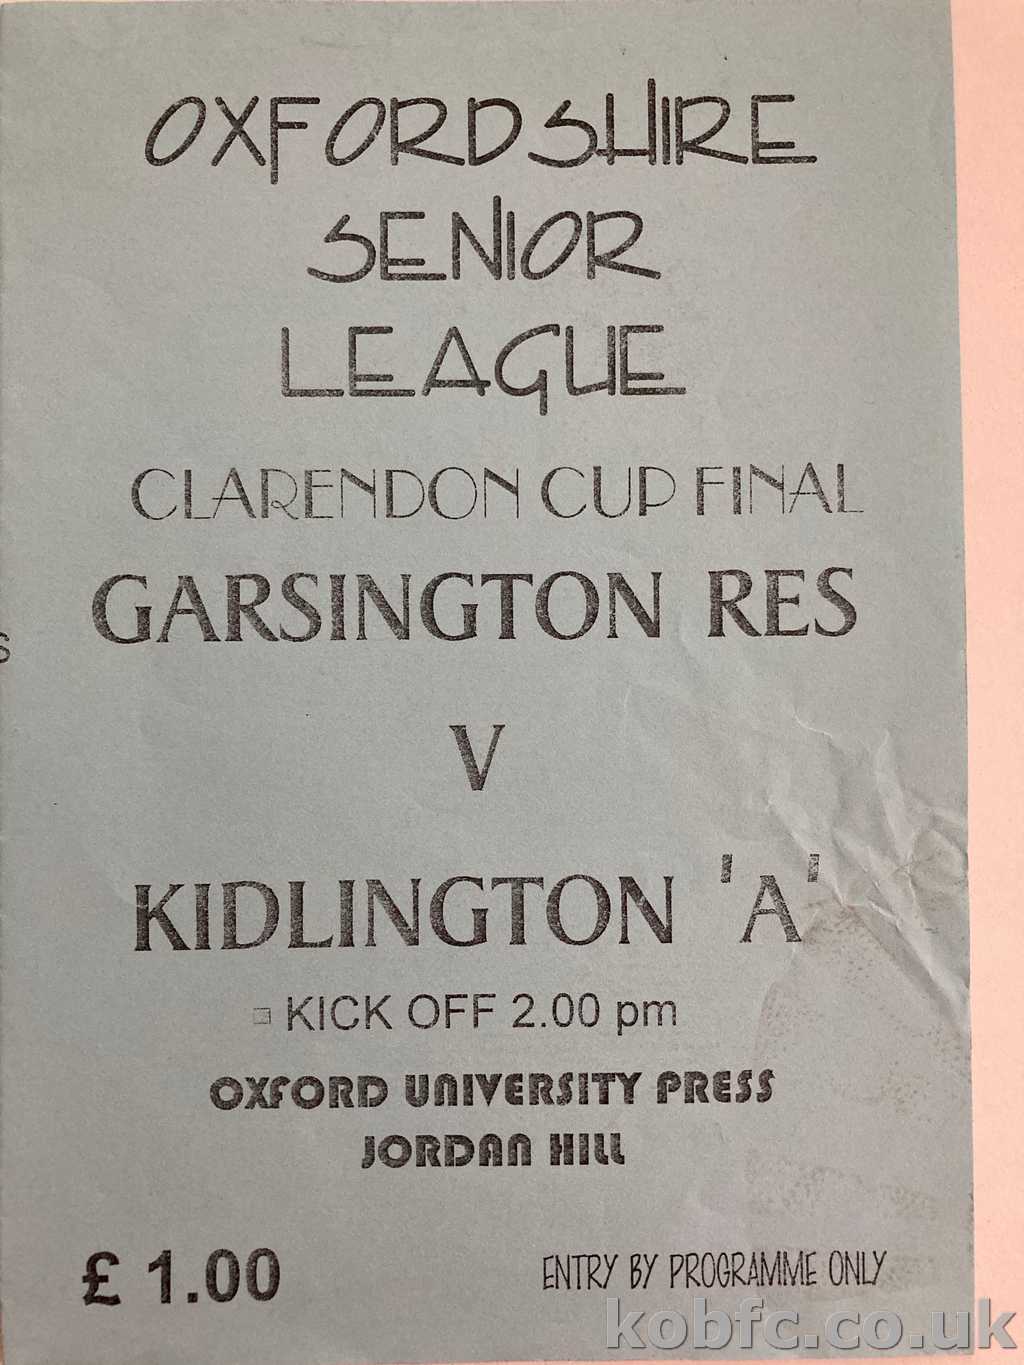 OXFORDSHIRE
SENIOR
LEAGUE
CLARENDON CUP FINAL
GARSINGTON RES
S
V
KIDLINGTON 'A'
KICK OFF 2.00 pm
OXFORD UNIVERSITY PRESS
JORDAN HILL
£ 1.00
ENTRY BY PROGRAMME ONLY
kobfc.co.uk